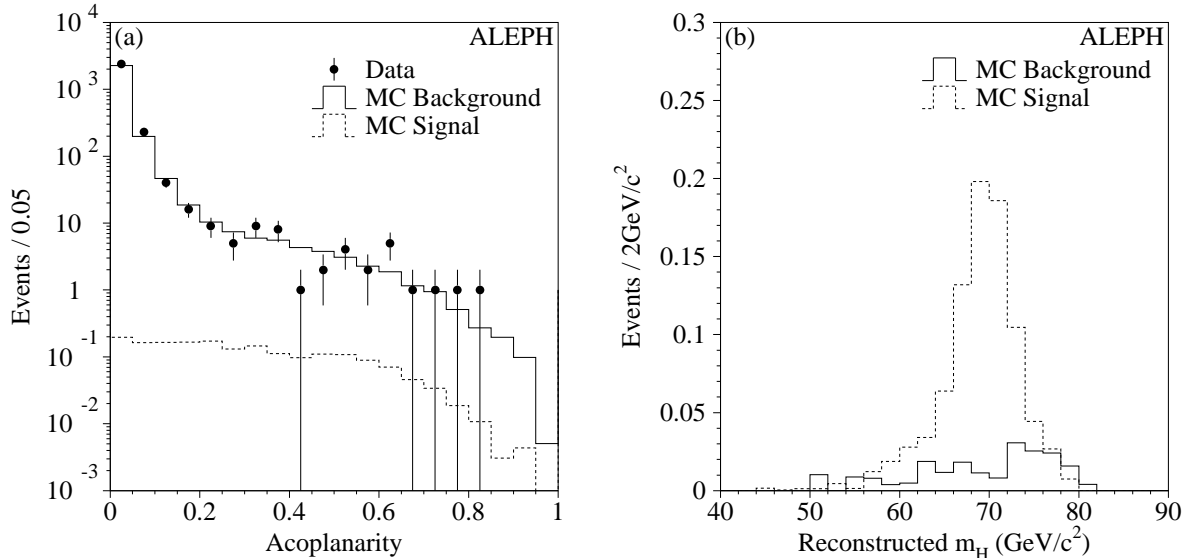 (a) ALEPH
Data
MC Background
MC Signal
10 4
10 3
10 2
10
1
10 -1
10 -2
10 -3
0 0.2 0.4 0.6 0.8 1
Acoplanarity
Events / 0.05
(b) ALEPH
MC Background
MC Signal
0.3
0.25
0.2
0.15
0.1
0.05
0
40 50 60 70 80 90
Reconstructed m_H (GeV/c²)
Events / 2GeV/c²